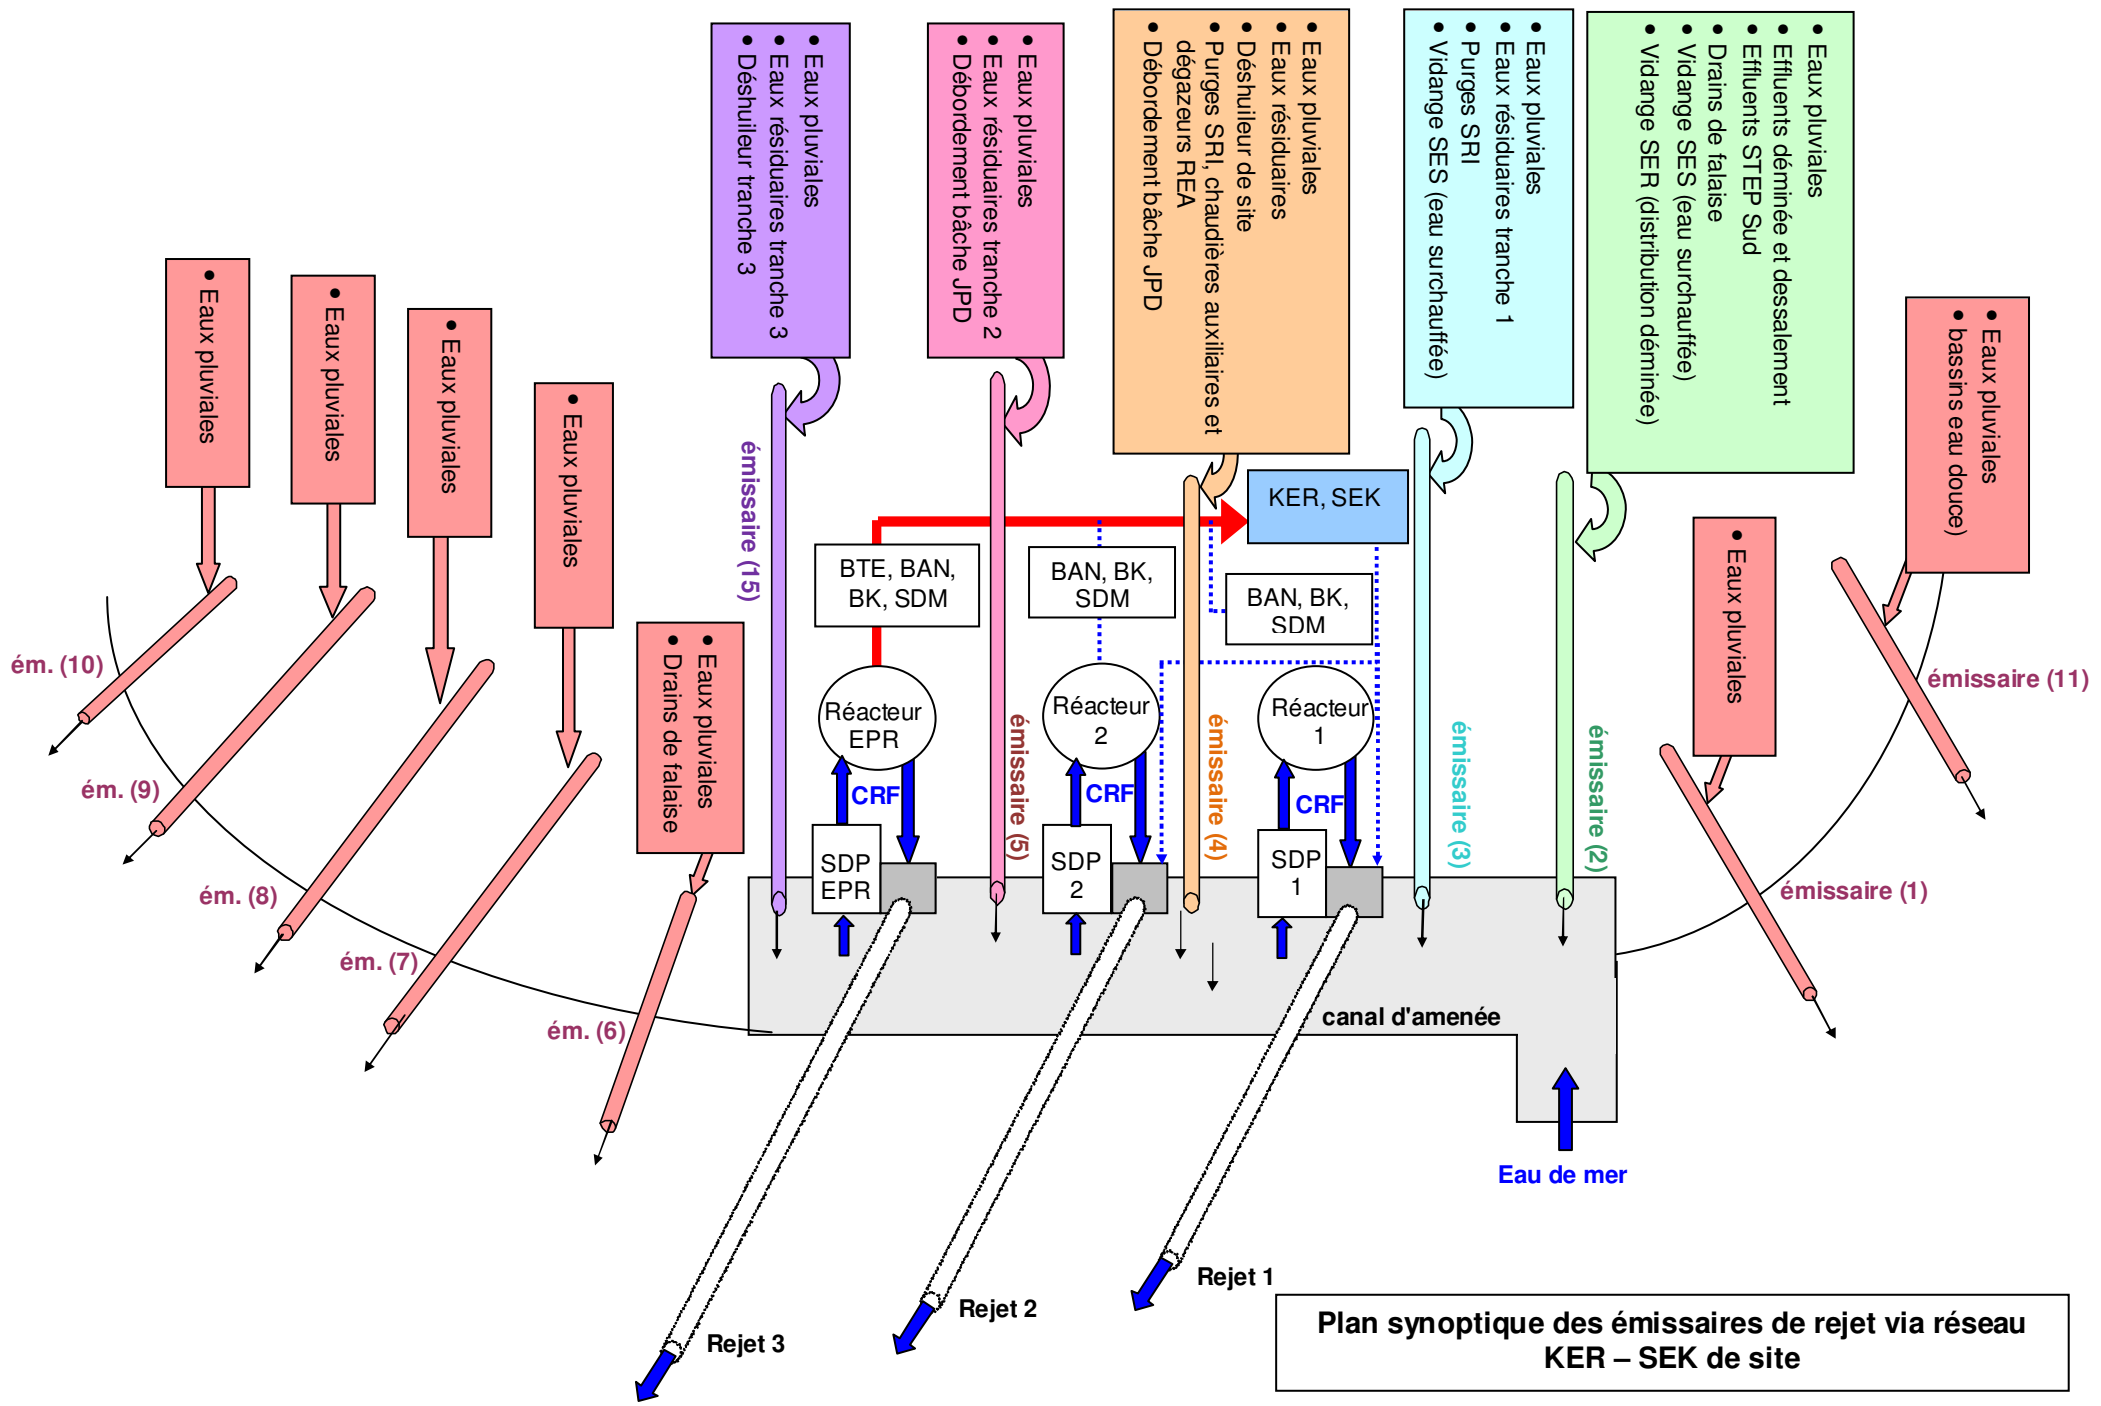 • Eaux pluviales
• Eaux résiduaires tranche 3
• Déshuileur tranche 3
• Eaux pluviales
• Eaux résiduaires tranche 2
• Débordement bâche JPD
• Eaux pluviales
• Eaux résiduaires
• Déshuileur de site
• Purges SRI, chaudières auxiliaires et
dégazeurs REA
• Débordement bâche JPD
• Eaux pluviales
• Eaux résiduaires tranche 1
• Purges SRI
• Vidange SES (eau surchauffée)
• Eaux pluviales
• Effluents déminée et dessalement
• Effluents STEP Sud
• Drains de falaise
• Vidange SES (eau surchauffée)
• Vidange SER (distribution déminée)
• Eaux pluviales
• Eaux pluviales
• Eaux pluviales
• Eaux pluviales
• Eaux pluviales
• Drains de falaise
• Eaux pluviales
• Eaux pluviales
• bassins eau douce)
émissaire (15)
KER, SEK
BTE, BAN,
BK, SDM
BAN, BK,
SDM
BAN, BK,
SDM
ém. (10)
ém. (9)
ém. (8)
ém. (7)
ém. (6)
Réacteur
EPR
Réacteur
2
Réacteur
1
émissaire (5)
émissaire (4)
émissaire (3)
émissaire (2)
émissaire (11)
émissaire (1)
CRF
CRF
CRF
SDP
EPR
SDP
2
SDP
1
canal d'amenée
Eau de mer
Rejet 1
Rejet 2
Rejet 3
Plan synoptique des émissaires de rejet via réseau
KER – SEK de site